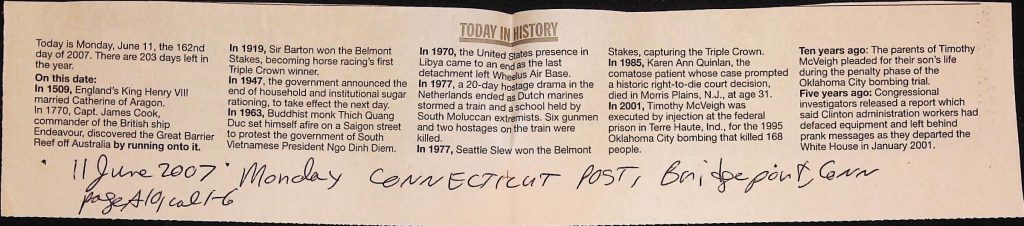 TODAY IN HISTORY
Today is Monday, June 11, the 162nd
day of 2007. There are 203 days left in
the year.
On this date:
In 1509, England's King Henry VIII
married Catherine of Aragon.
In 1770, Capt. James Cook,
commander of the British ship
Endeavour, discovered the Great Barrier
Reef off Australia by running onto it.
In 1919, Sir Barton won the Belmont
Stakes, becoming horse racing's first
Triple Crown winner.
In 1947, the government announced the
end of household and institutional sugar
rationing, to take effect the next day.
In 1963, Buddhist monk Thich Quang
Duc set himself afire on a Saigon street
to protest the government of South
Vietnamese President Ngo Dinh Diem.
In 1970, the United States presence in
Libya came to an end as the last
detachment left Wheelus Air Base.
In 1977, a 20-day hostage drama in the
Netherlands ended as Dutch marines
stormed a train and a school held by
South Moluccan extremists. Six gunmen
and two hostages on the train were
killed.
In 1977, Seattle Slew won the Belmont
Stakes, capturing the Triple Crown.
In 1985, Karen Ann Quinlan, the
comatose patient whose case prompted
a historic right-to-die court decision,
died in Morris Plains, N.J., at age 31.
In 2001, Timothy McVeigh was
executed by injection at the federal
prison in Terre Haute, Ind., for the 1995
Oklahoma City bombing that killed 168
people.
Ten years ago: The parents of Timothy
McVeigh pleaded for their son's life
during the penalty phase of the
Oklahoma City bombing trial.
Five years ago: Congressional
investigators released a report which
said Clinton administration workers had
defaced equipment and left behind
prank messages as they departed the
White House in January 2001.
11 June 2007 Monday CONNECTICUT POST, Bridgeport, Conn
page A10, col 1-6